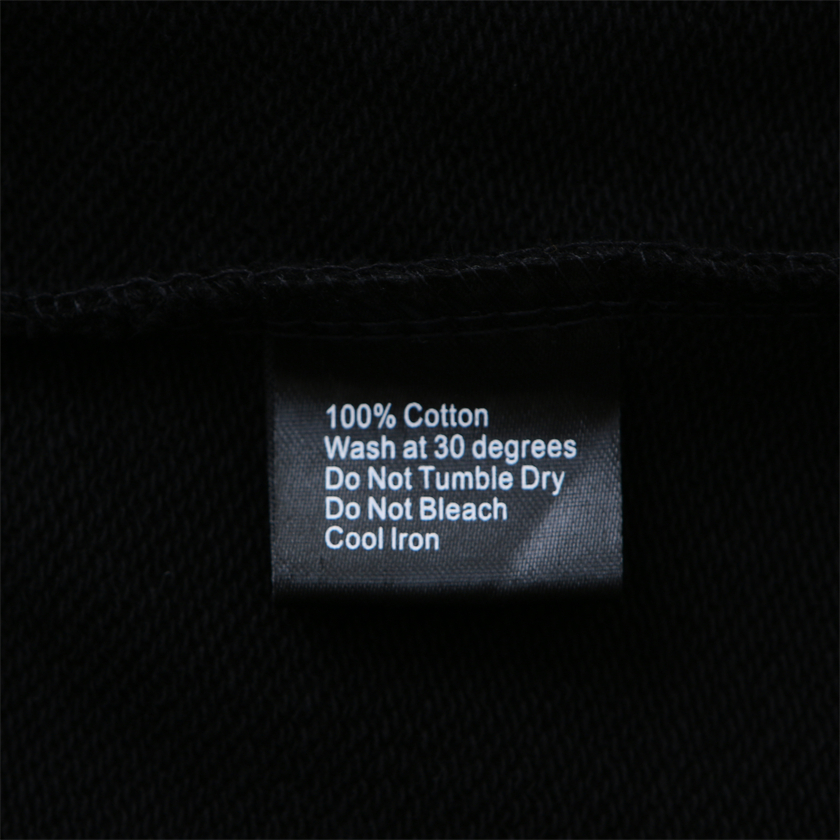 100% Cotton
Wash at 30 degrees
Do Not Tumble Dry
Do Not Bleach
Cool Iron